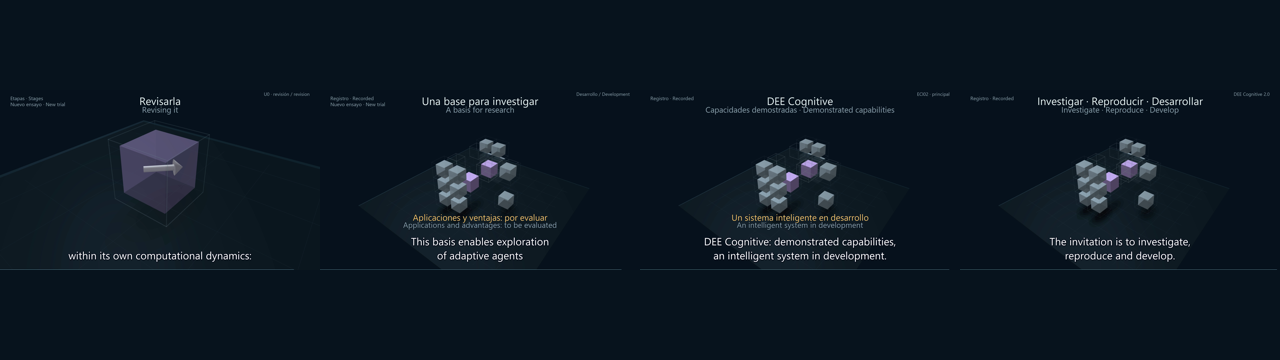 Etapas · Stages
Nuevo ensayo · New trial
U0 · revisión / revision
Revisarla
Revising it
within its own computational dynamics:
Registro · Recorded
Nuevo ensayo · New trial
Desarrollo / Development
Una base para investigar
A basis for research
Aplicaciones y ventajas: por evaluar
Applications and advantages: to be evaluated
This basis enables exploration
of adaptive agents
Registro · Recorded
ECI02 · principal
DEE Cognitive
Capacidades demostradas · Demonstrated capabilities
Un sistema inteligente en desarrollo
An intelligent system in development
DEE Cognitive: demonstrated capabilities,
an intelligent system in development.
Registro · Recorded
DEE Cognitive 2.0
Investigar · Reproducir · Desarrollar
Investigate · Reproduce · Develop
The invitation is to investigate,
reproduce and develop.